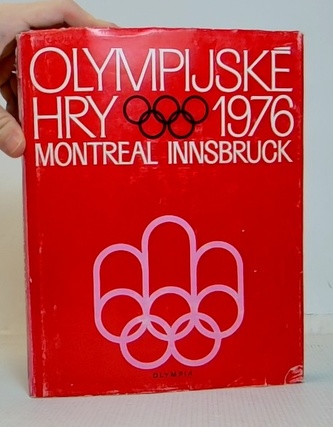 OLYMPIJSKÉ
HRY 1976
MONTREAL INNSBRUCK
OLYMPIA